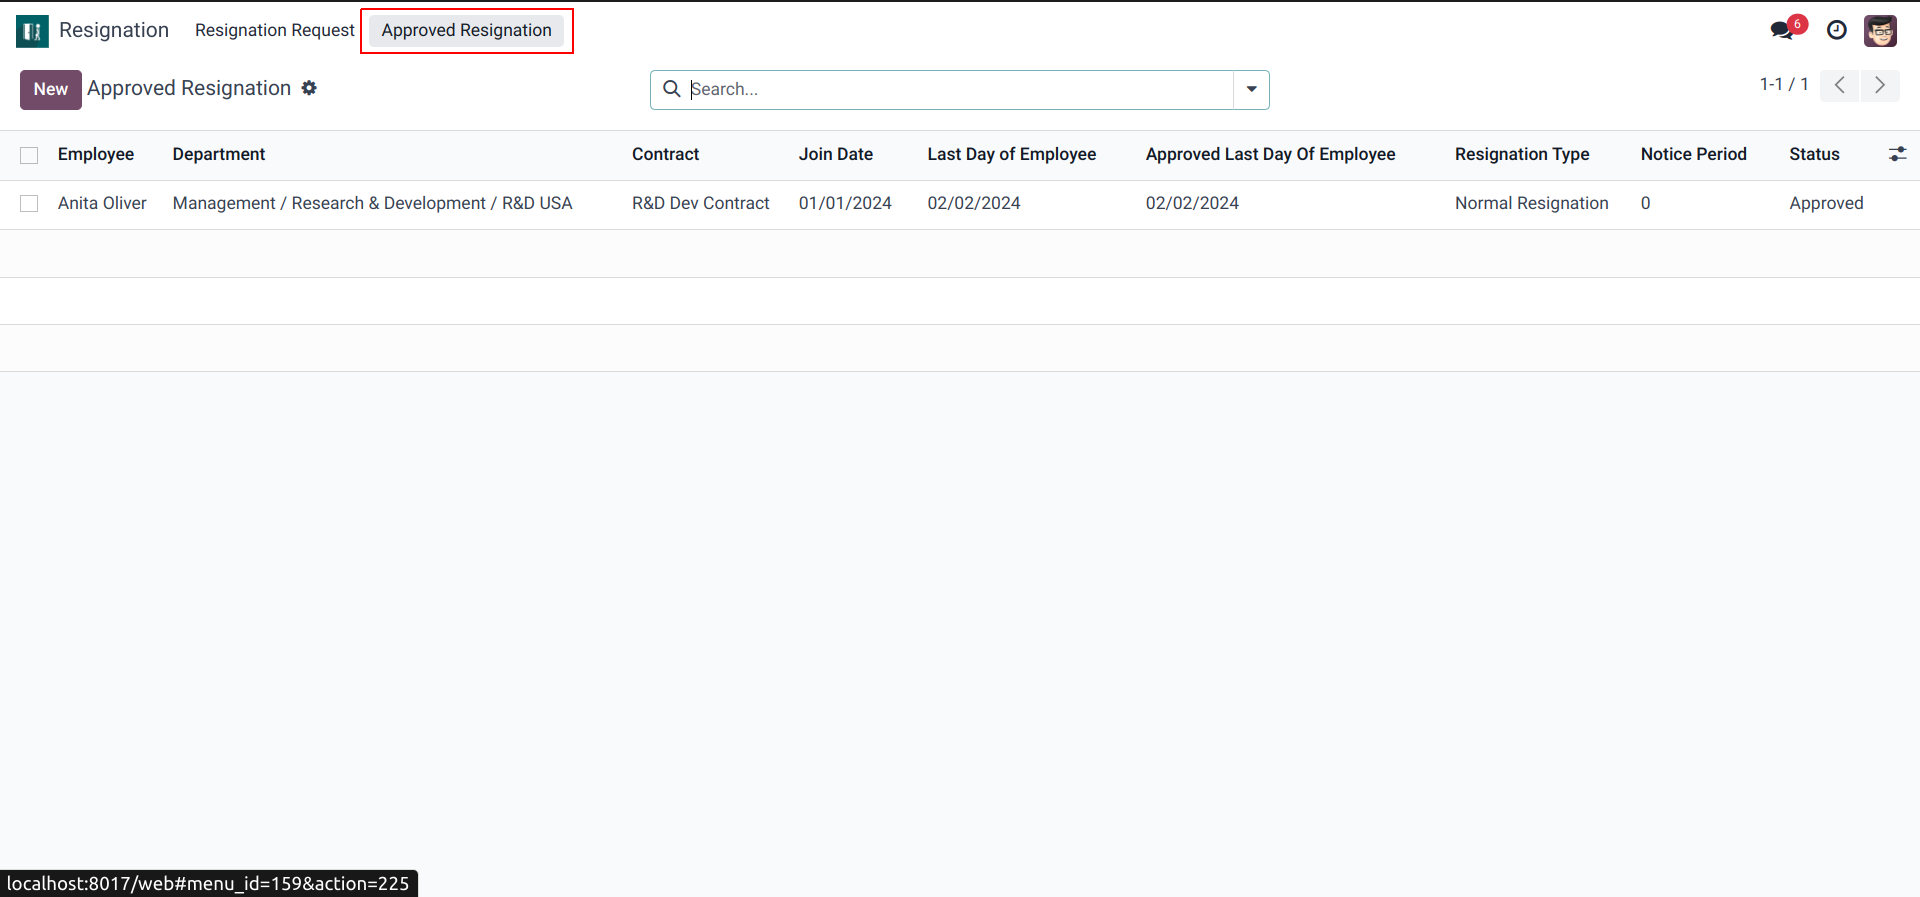 Resignation Resignation Request Approved Resignation 6
New Approved Resignation Search... 1-1 / 1
Employee Department Contract Join Date Last Day of Employee Approved Last Day Of Employee Resignation Type Notice Period Status
Anita Oliver Management / Research & Development / R&D USA R&D Dev Contract 01/01/2024 02/02/2024 02/02/2024 Normal Resignation 0 Approved
localhost:8017/web#menu_id=159&action=225